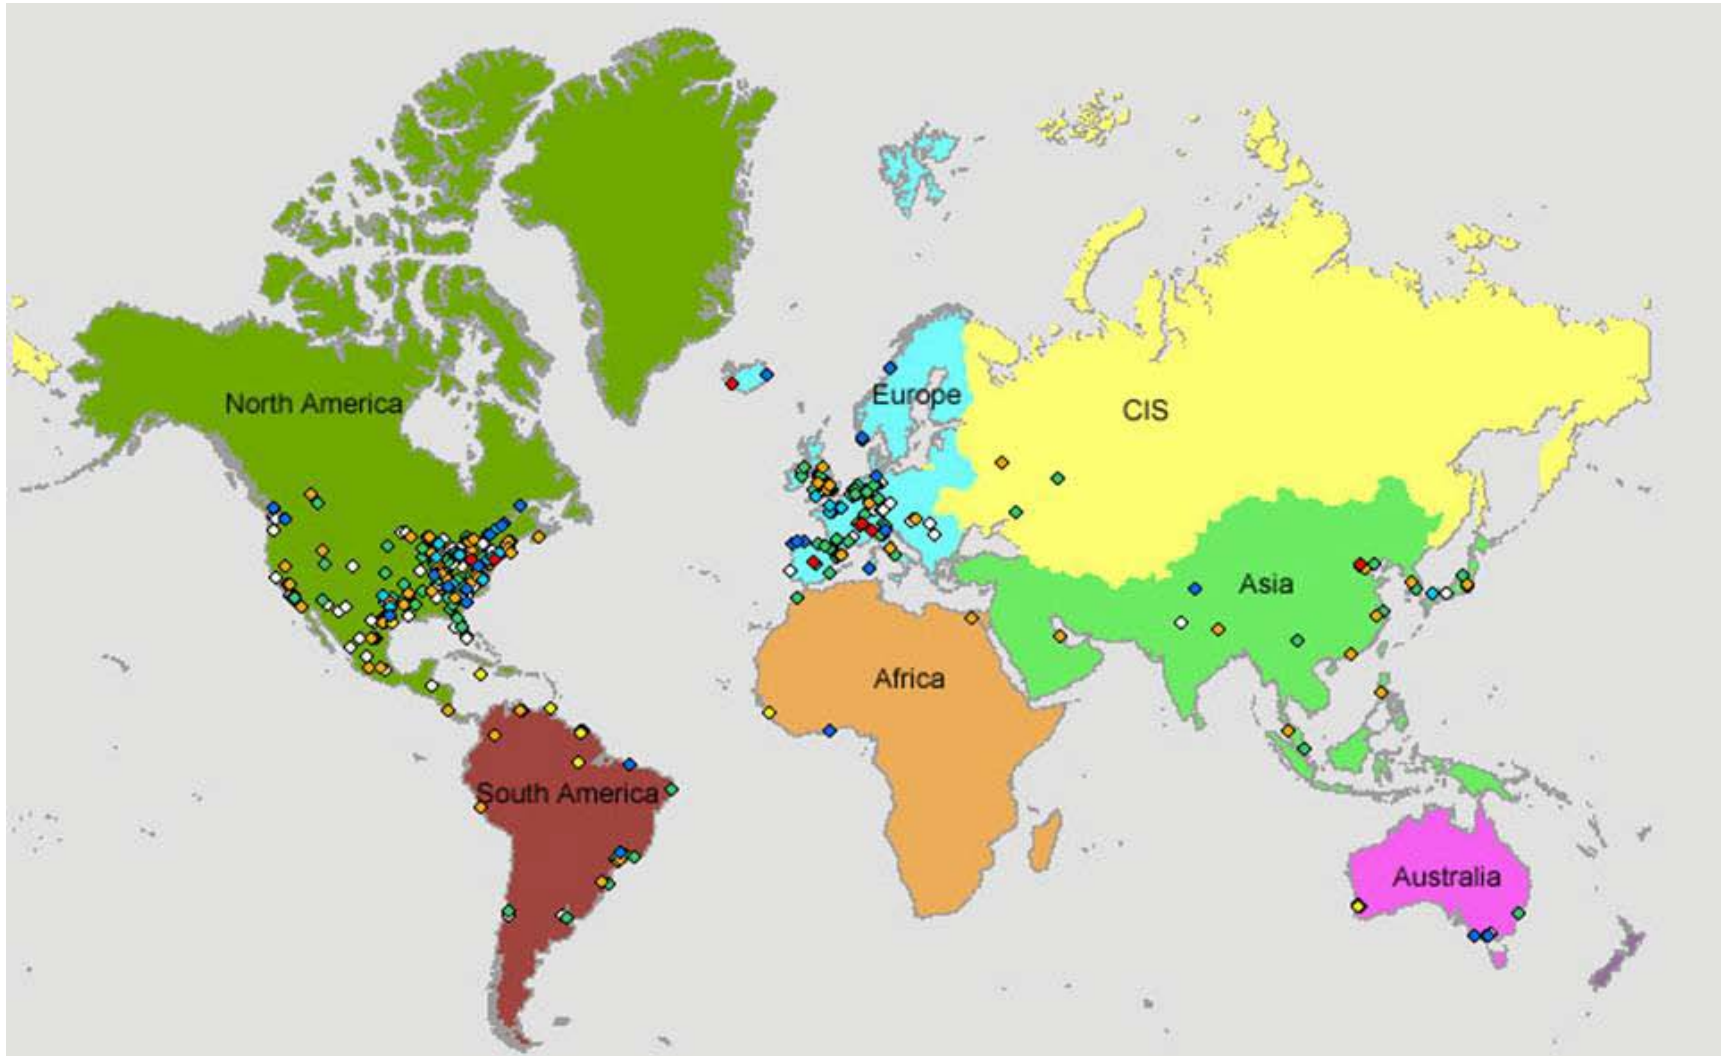 North America
Europe
CIS
Asia
Africa
South America
Australia